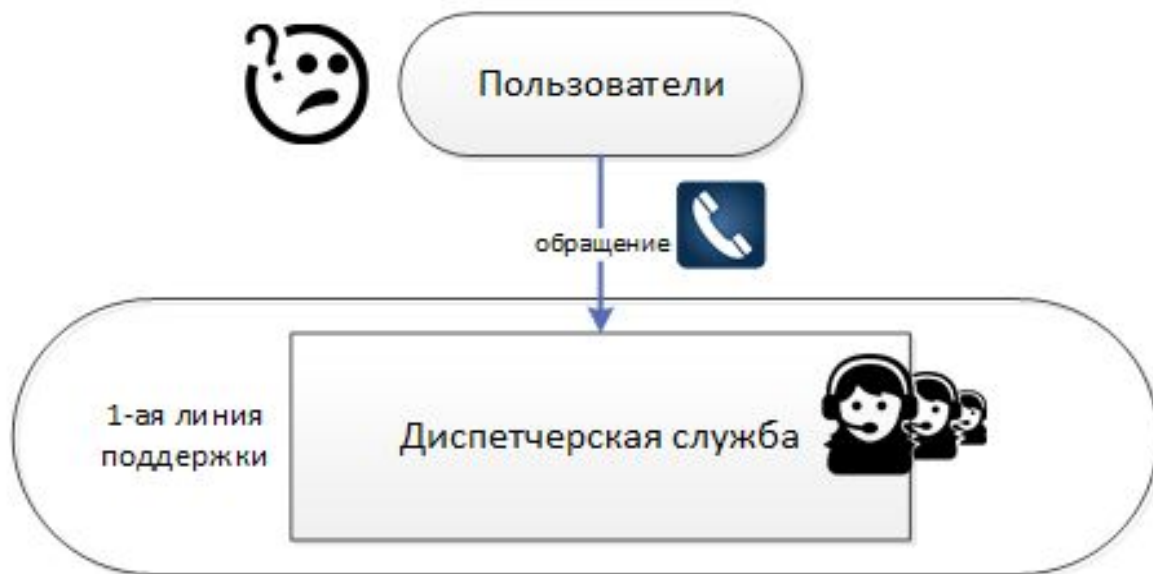 Пользователи
обращение
1-ая линия
поддержки
Диспетчерская служба